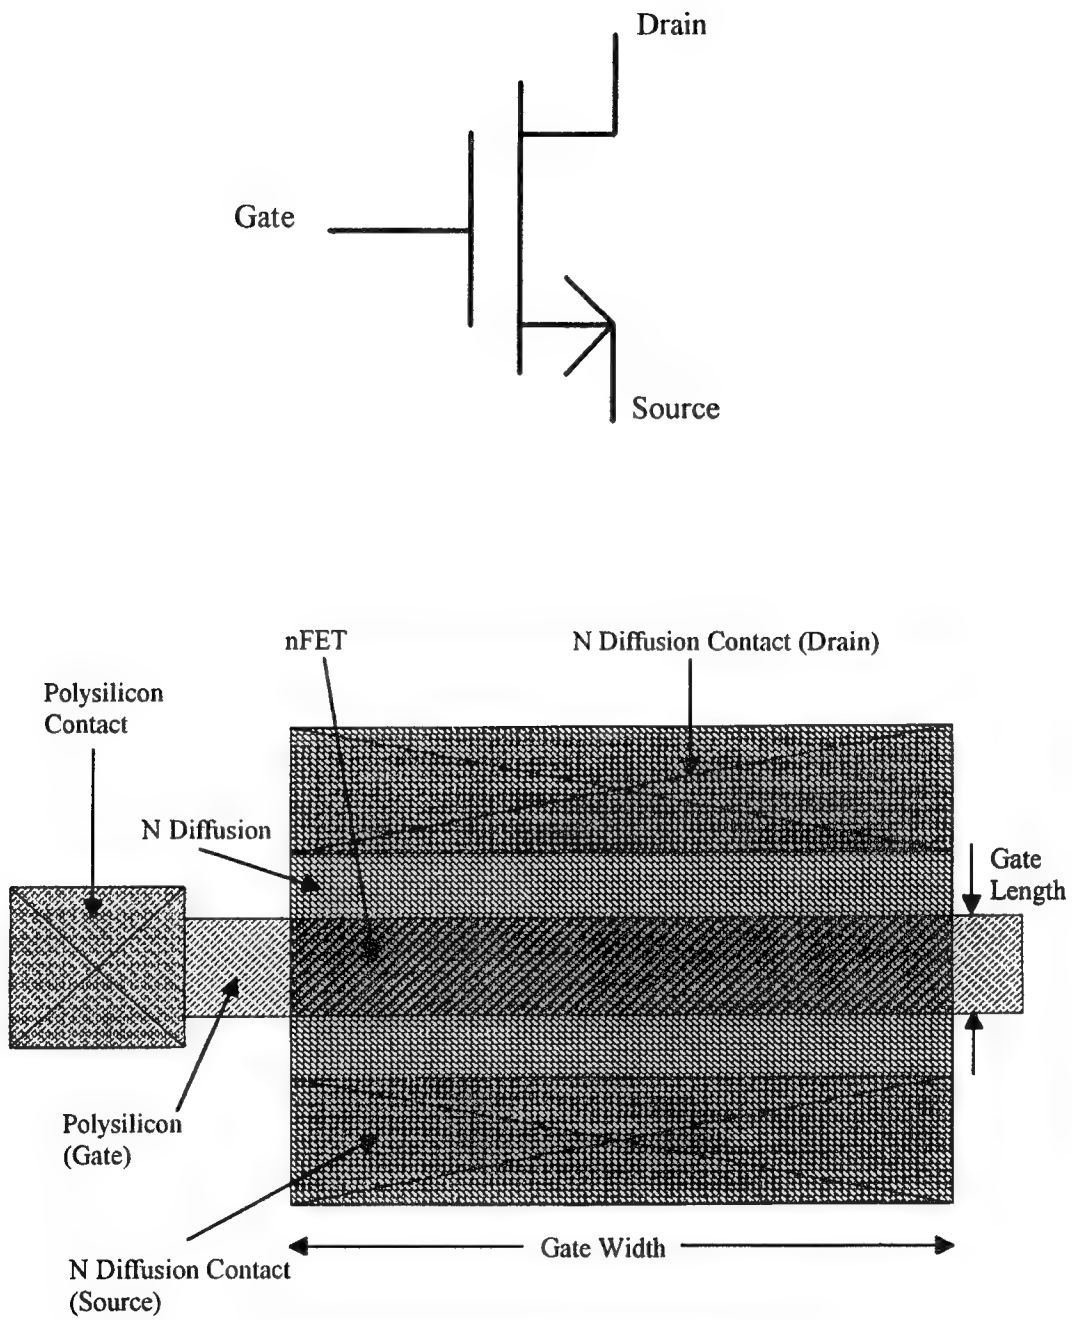 Drain
Gate
Source
nFET
N Diffusion Contact (Drain)
Polysilicon
Contact
N Diffusion
Gate
Length
Polysilicon
(Gate)
Gate Width
N Diffusion Contact
(Source)